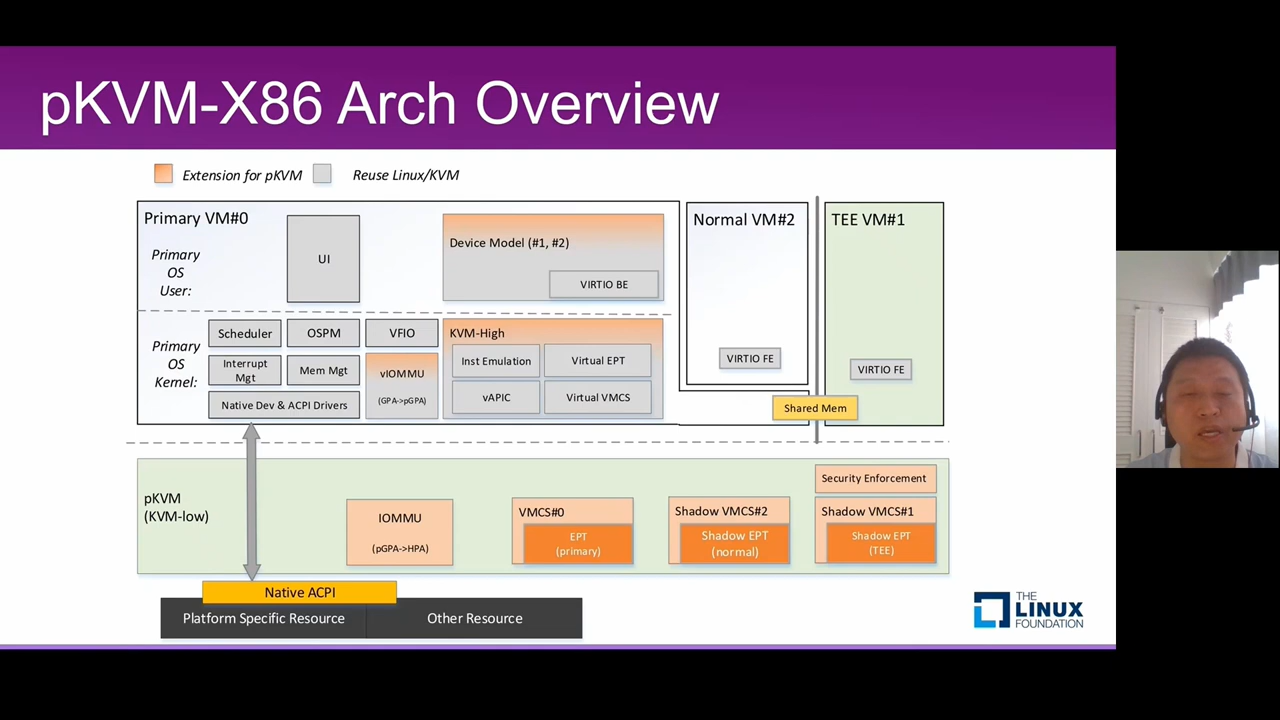 pKVM-X86 Arch Overview
Extension for pKVM
Reuse Linux/KVM
Primary VM#0
Primary
OS
User:
UI
Device Model (#1, #2)
VIRTIO BE
Normal VM#2
TEE VM#1
Primary
OS
Kernel:
Scheduler
OSPM
VFIO
Interrupt
Mgt
Mem Mgt
vIOMMU
(GPA->pGPA)
Native Dev & ACPI Drivers
KVM-High
Inst Emulation
Virtual EPT
vAPIC
Virtual VMCS
VIRTIO FE
VIRTIO FE
Shared Mem
pKVM
(KVM-low)
IOMMU
(pGPA->HPA)
VMCS#0
EPT
(primary)
Shadow VMCS#2
Shadow EPT
(normal)
Security Enforcement
Shadow VMCS#1
Shadow EPT
(TEE)
Native ACPI
Platform Specific Resource
Other Resource
THE
LINUX
FOUNDATION